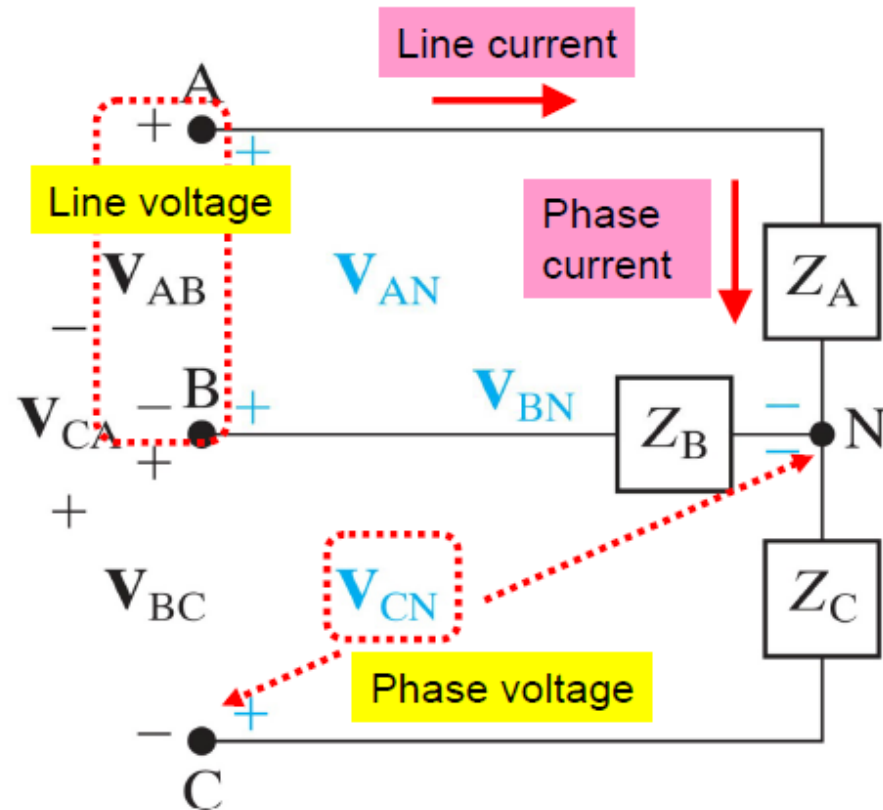 Line current
A
+
+
Line voltage
Phase
current
V_AB
V_AN
Z_A
−
B
−
+
V_BN
Z_B
−
−
N
V_CA
+
+
V_BC
V_CN
Z_C
Phase voltage
−
+
C